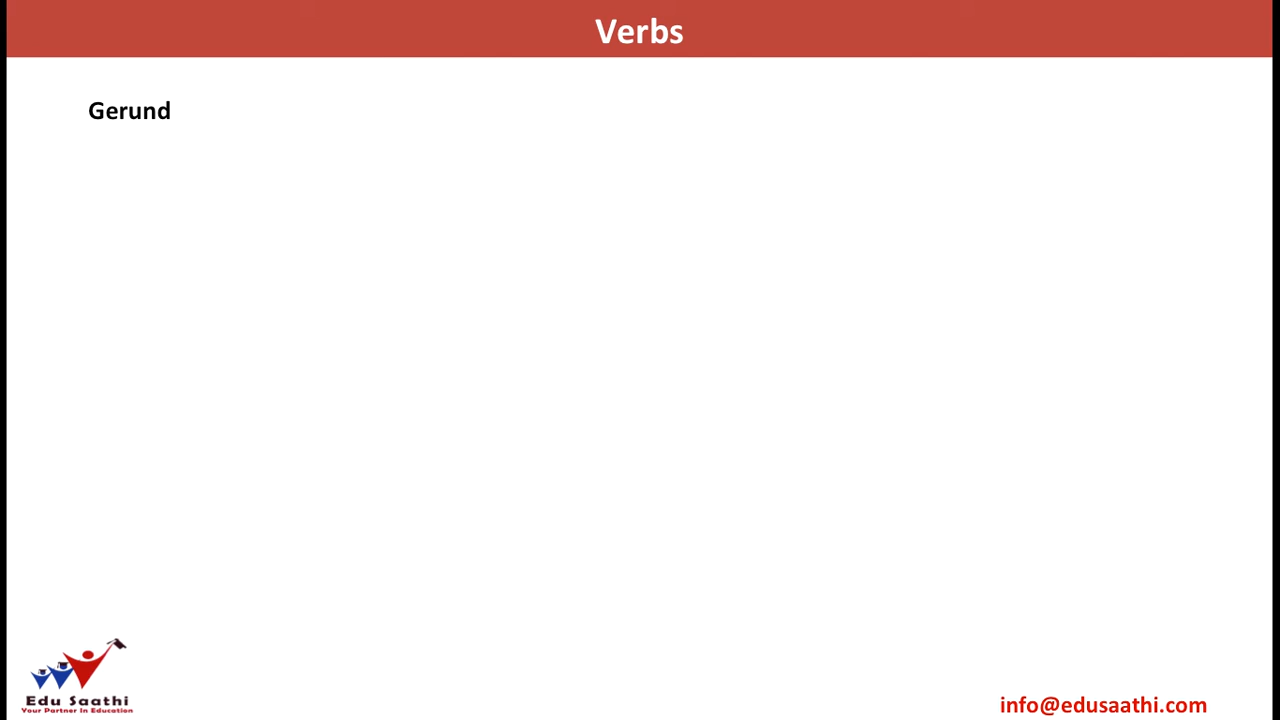 Verbs
Gerund
Edu Saathi
Your Partner In Education
info@edusaathi.com